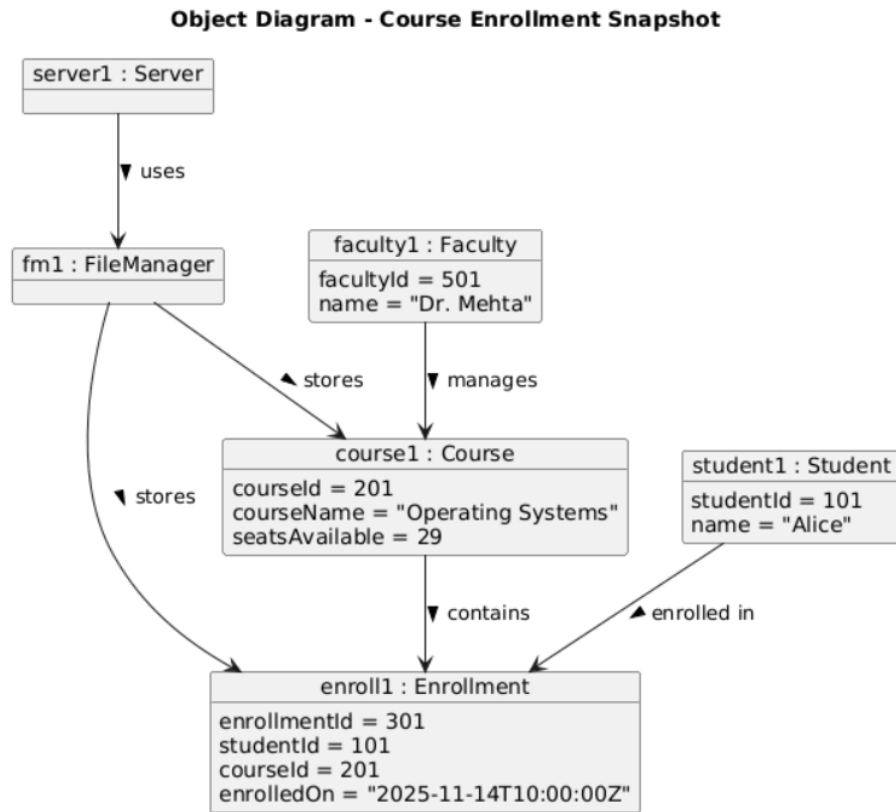 Object Diagram - Course Enrollment Snapshot
server1 : Server
uses
fm1 : FileManager
faculty1 : Faculty
facultyId = 501
name = "Dr. Mehta"
stores
manages
course1 : Course
courseId = 201
courseName = "Operating Systems"
seatsAvailable = 29
student1 : Student
studentId = 101
name = "Alice"
stores
contains
enrolled in
enroll1 : Enrollment
enrollmentId = 301
studentId = 101
courseId = 201
enrolledOn = "2025-11-14T10:00:00Z"